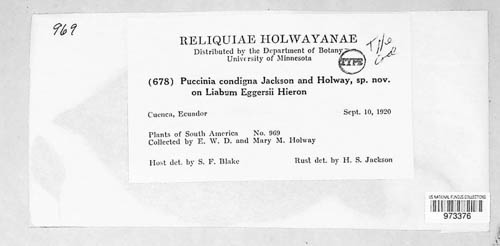 969
RELIQUIAE HOLWAYANAE
Distributed by the Department of Botany
University of Minnesota
Type
TYPE
(678) Puccinia condigna Jackson and Holway, sp. nov.
on Liabum Eggersii Hieron
Cuenca, Ecuador Sept. 10, 1920
Plants of South America No. 969
Collected by E. W. D. and Mary M. Holway
Host det. by S. F. Blake Rust det. by H. S. Jackson
US NATIONAL FUNGUS COLLECTIONS
973376